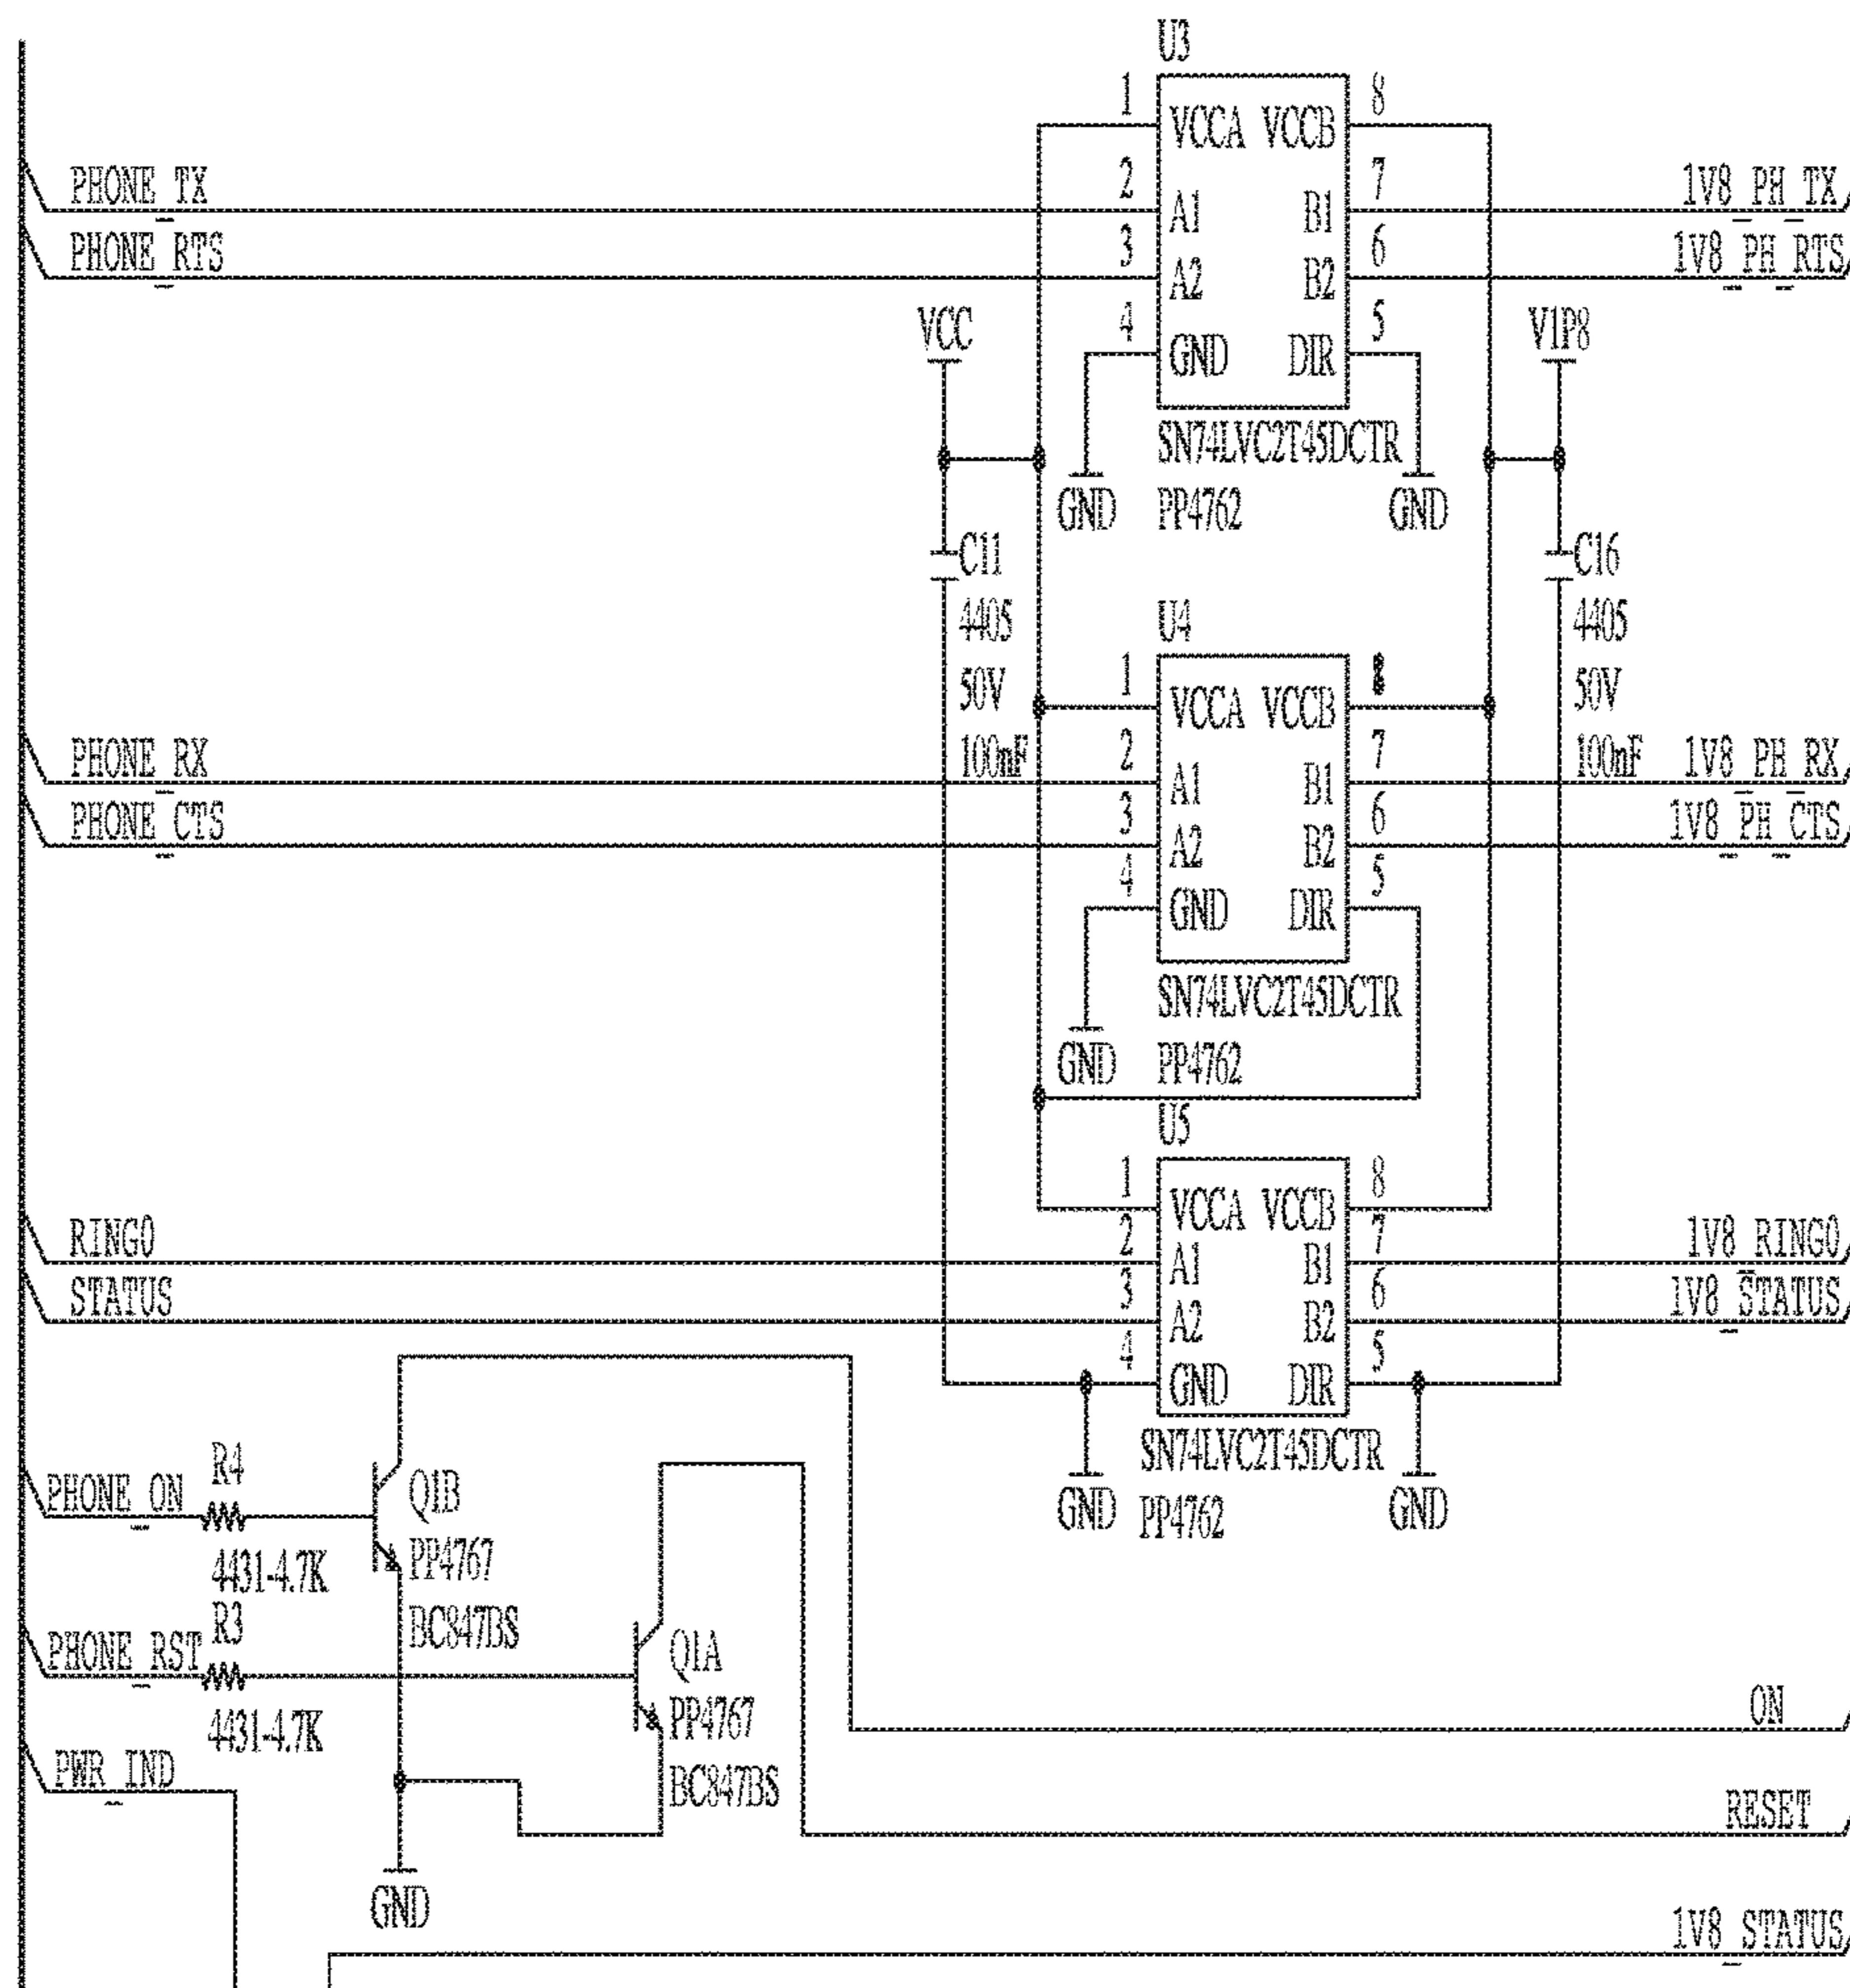 U3
1 VCCA VCCB 8
PHONE_TX 2 A1 B1 7 1V8_PH_TX
PHONE_RTS 3 A2 B2 6 1V8_PH_RTS
VCC 4 GND DIR 5 V1P8
SN74LVC2T45DCTR
GND PP4762 GND
C11 C16
4405 U4 4405
50V 1 VCCA VCCB 8 50V
PHONE_RX 100nF 2 A1 B1 7 100nF 1V8_PH_RX
PHONE_CTS 3 A2 B2 6 1V8_PH_CTS
4 GND DIR 5
SN74LVC2T45DCTR
GND PP4762
U5
1 VCCA VCCB 8
RING0 2 A1 B1 7 1V8_RING0
STATUS 3 A2 B2 6 1V8_STATUS
4 GND DIR 5
SN74LVC2T45DCTR
GND PP4762 GND
R4
PHONE_ON Q1B
4431-4.7K PP4767
R3 BC847BS
PHONE_RST Q1A
4431-4.7K PP4767 ON
PWR_IND BC847BS RESET
GND
1V8_STATUS